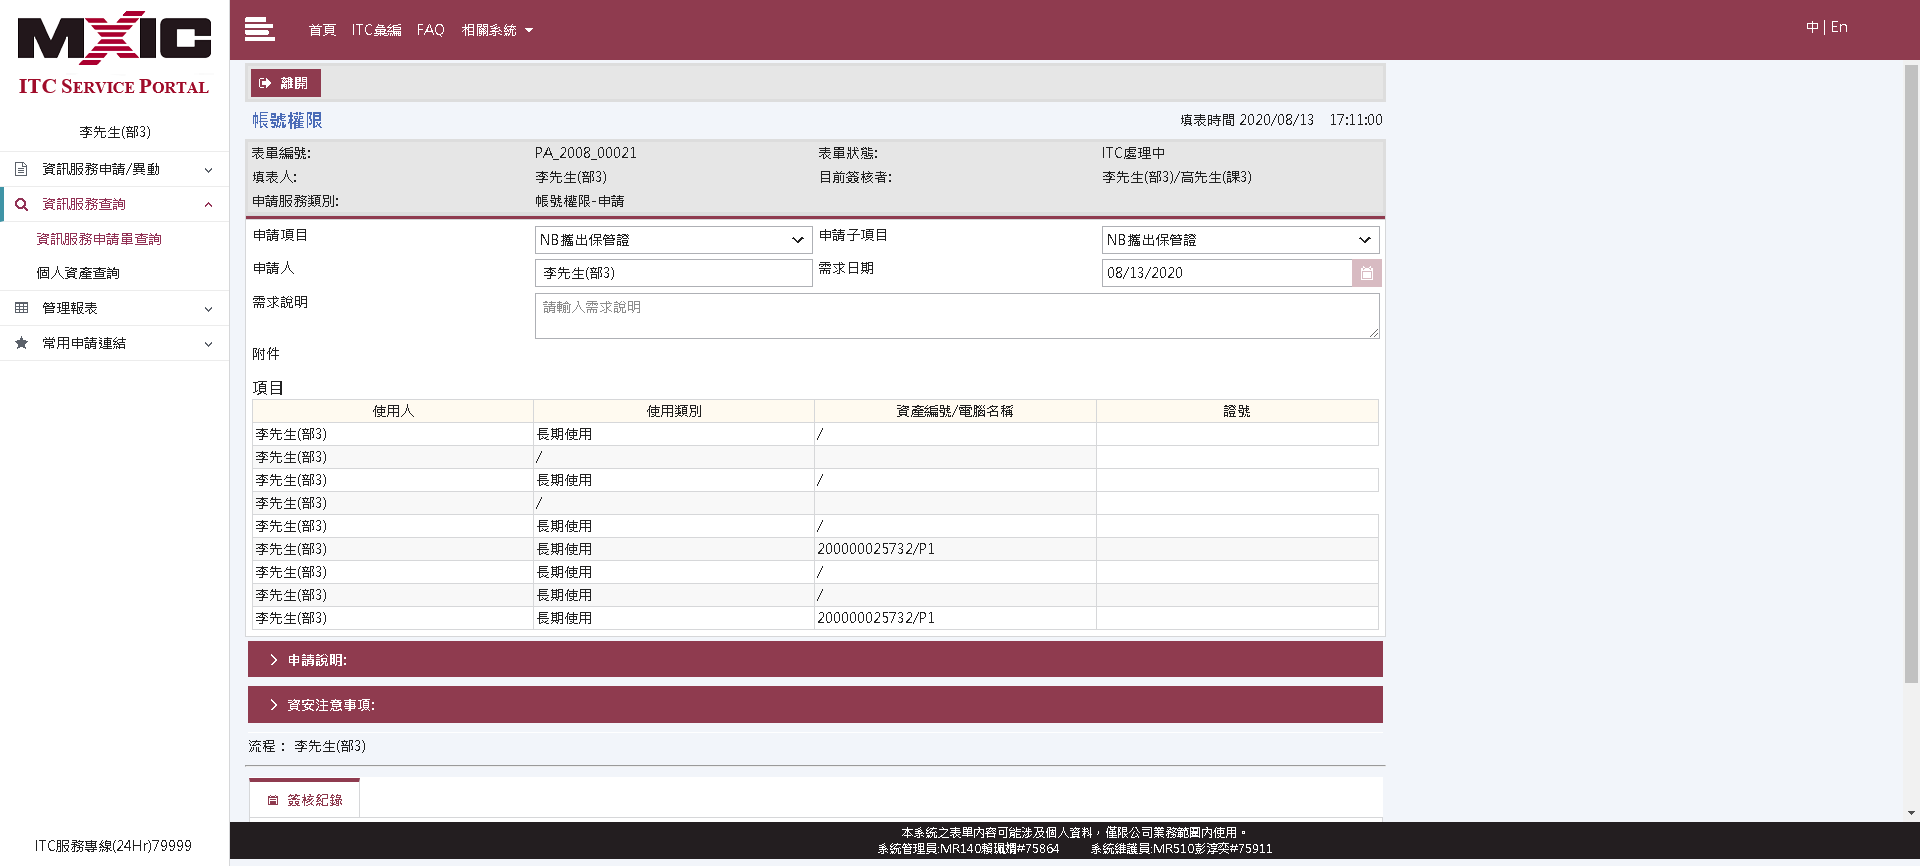 MXIC
ITC SERVICE PORTAL
李先生(部3)
資訊服務申請/異動
資訊服務查詢
資訊服務申請單查詢
個人資產查詢
管理報表
常用申請連結
ITC服務專線(24Hr)79999
首頁 ITC彙編 FAQ 相關系統
中 | En
離開
帳號權限 填表時間 2020/08/13 17:11:00
表單編號: PA_2008_00021 表單狀態: ITC處理中
填表人: 李先生(部3) 目前簽核者: 李先生(部3)/高先生(課3)
申請服務類別: 帳號權限-申請
申請項目 NB攜出保管證 申請子項目 NB攜出保管證
申請人 李先生(部3) 需求日期 08/13/2020
需求說明 請輸入需求說明
附件
項目
使用人 使用類別 資產編號/電腦名稱 證號
李先生(部3) 長期使用 /
李先生(部3) /
李先生(部3) 長期使用 /
李先生(部3) /
李先生(部3) 長期使用 /
李先生(部3) 長期使用 200000025732/P1
李先生(部3) 長期使用 /
李先生(部3) 長期使用 /
李先生(部3) 長期使用 200000025732/P1
申請說明:
資安注意事項:
流程： 李先生(部3)
簽核紀錄
本系統之表單內容可能涉及個人資料，僅限公司業務範圍內使用。
系統管理員:MR140賴珮嫺#75864 系統維護員:MR510彭淳奕#75911